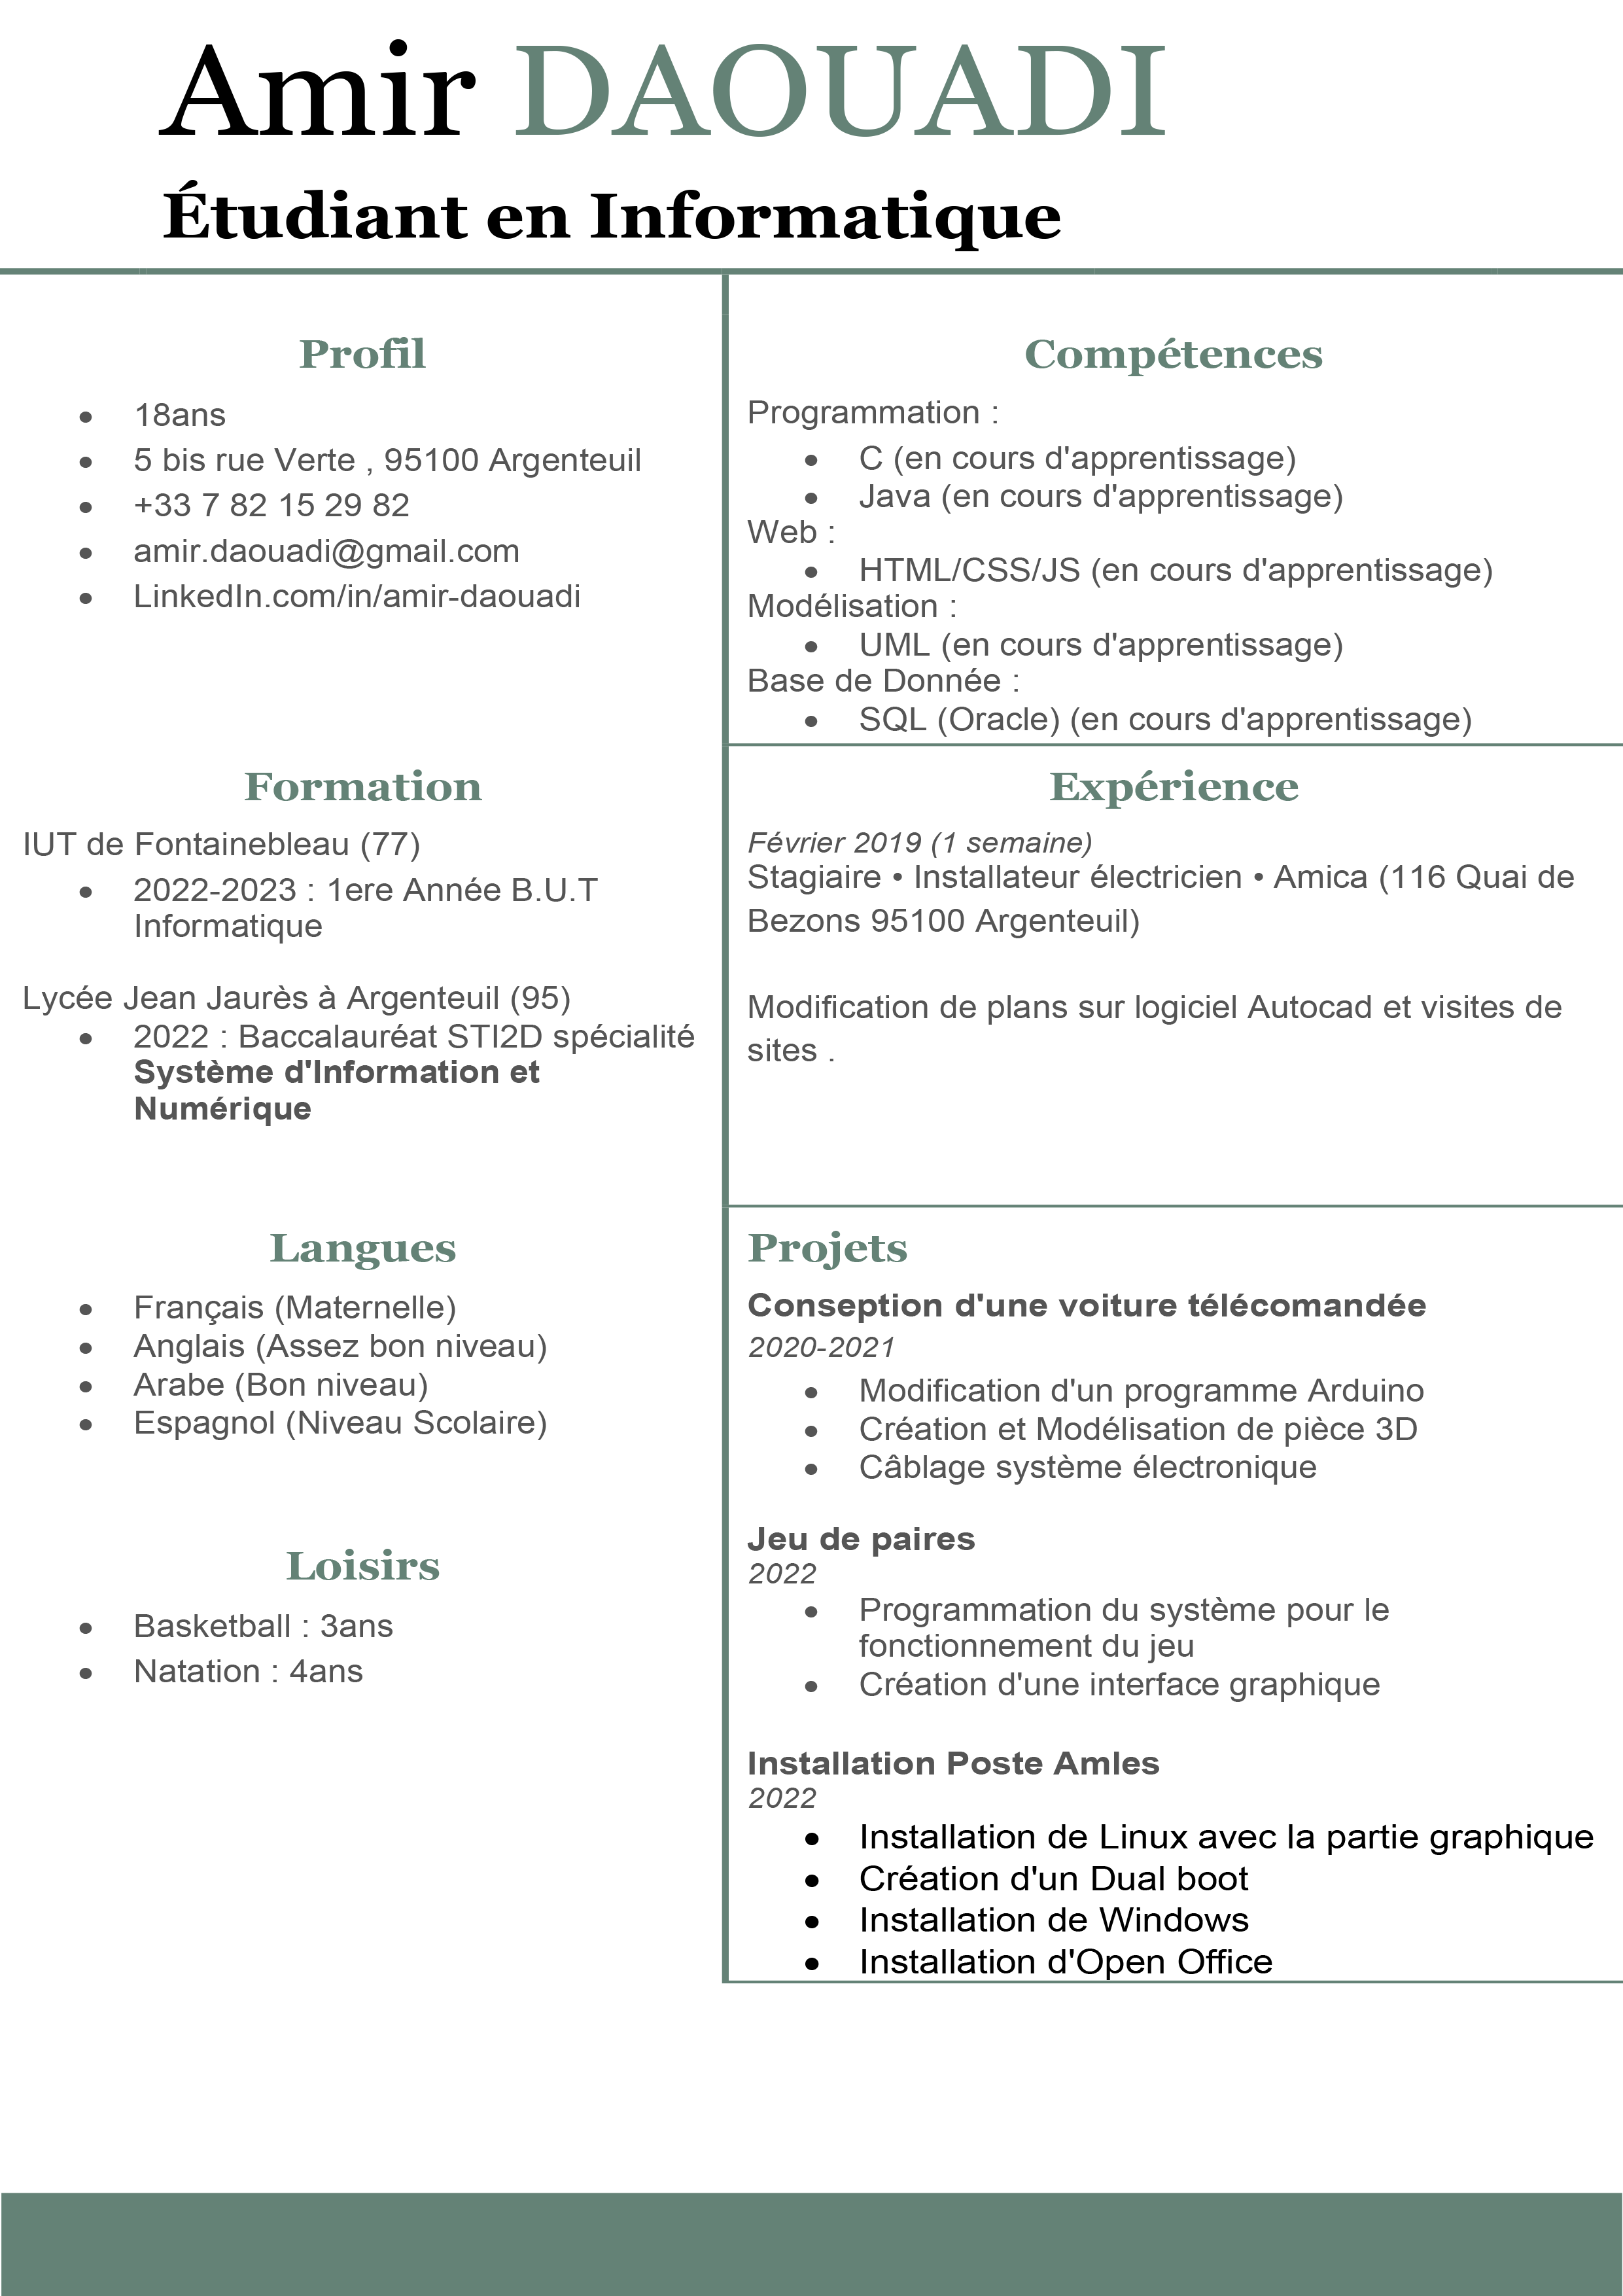 Amir DAOUADI
Étudiant en Informatique
Profil
18ans
5 bis rue Verte , 95100 Argenteuil
+33 7 82 15 29 82
amir.daouadi@gmail.com
LinkedIn.com/in/amir-daouadi
Compétences
Programmation :
C (en cours d'apprentissage)
Java (en cours d'apprentissage)
Web :
HTML/CSS/JS (en cours d'apprentissage)
Modélisation :
UML (en cours d'apprentissage)
Base de Donnée :
SQL (Oracle) (en cours d'apprentissage)
Formation
IUT de Fontainebleau (77)
2022-2023 : 1ere Année B.U.T
Informatique
Lycée Jean Jaurès à Argenteuil (95)
2022 : Baccalauréat STI2D spécialité
Système d'Information et
Numérique
Expérience
Février 2019 (1 semaine)
Stagiaire • Installateur électricien • Amica (116 Quai de
Bezons 95100 Argenteuil)
Modification de plans sur logiciel Autocad et visites de
sites .
Langues
Français (Maternelle)
Anglais (Assez bon niveau)
Arabe (Bon niveau)
Espagnol (Niveau Scolaire)
Loisirs
Basketball : 3ans
Natation : 4ans
Projets
Conseption d'une voiture télécomandée
2020-2021
Modification d'un programme Arduino
Création et Modélisation de pièce 3D
Câblage système électronique
Jeu de paires
2022
Programmation du système pour le
fonctionnement du jeu
Création d'une interface graphique
Installation Poste Amles
2022
Installation de Linux avec la partie graphique
Création d'un Dual boot
Installation de Windows
Installation d'Open Office